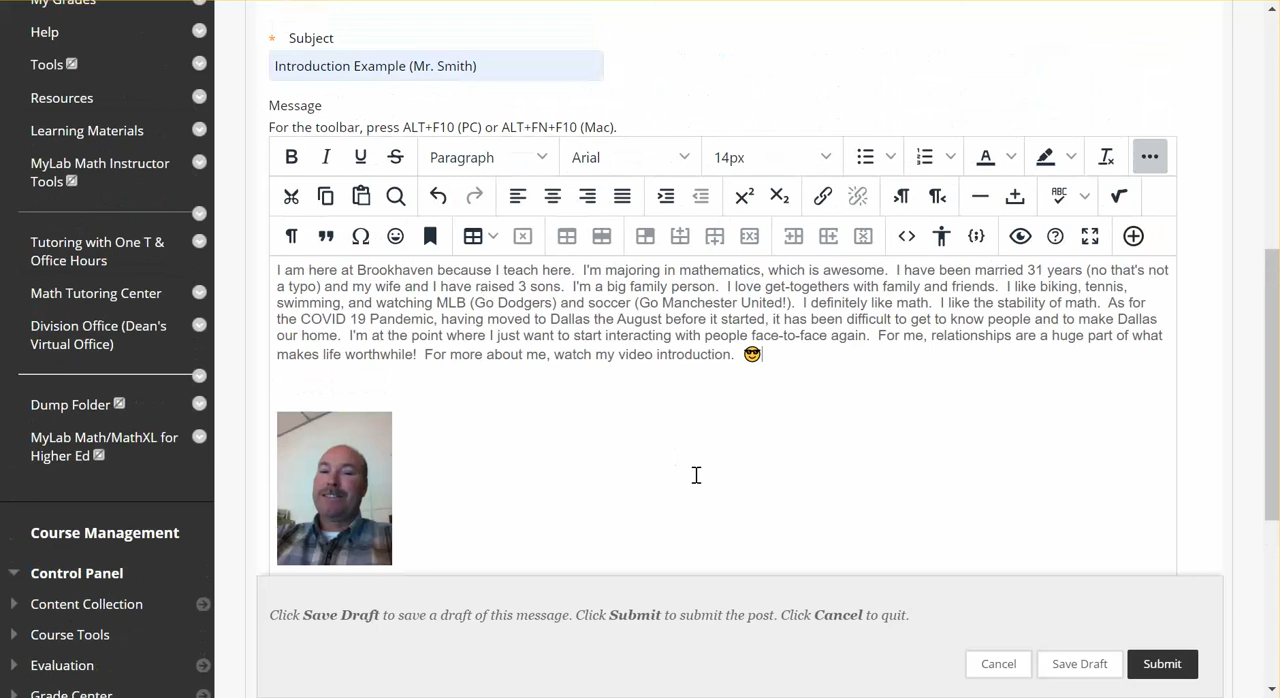 My Grades
Help
Tools
Resources
Learning Materials
MyLab Math Instructor
Tools
Tutoring with One T &
Office Hours
Math Tutoring Center
Division Office (Dean's
Virtual Office)
Dump Folder
MyLab Math/MathXL for
Higher Ed
Course Management
Control Panel
Content Collection
Course Tools
Evaluation
Grade Center
* Subject
Introduction Example (Mr. Smith)
Message
For the toolbar, press ALT+F10 (PC) or ALT+FN+F10 (Mac).
B I U S Paragraph Arial 14px A
X² X₂ ABC
I am here at Brookhaven because I teach here. I'm majoring in mathematics, which is awesome. I have been married 31 years (no that's not
a typo) and my wife and I have raised 3 sons. I'm a big family person. I love get-togethers with family and friends. I like biking, tennis,
swimming, and watching MLB (Go Dodgers) and soccer (Go Manchester United!). I definitely like math. I like the stability of math. As for
the COVID 19 Pandemic, having moved to Dallas the August before it started, it has been difficult to get to know people and to make Dallas
our home. I'm at the point where I just want to start interacting with people face-to-face again. For me, relationships are a huge part of what
makes life worthwhile! For more about me, watch my video introduction. 😎
Click Save Draft to save a draft of this message. Click Submit to submit the post. Click Cancel to quit.
Cancel Save Draft Submit